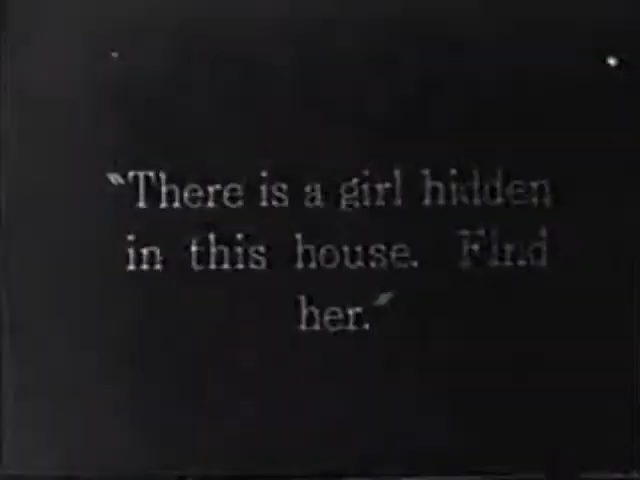 "There is a girl hidden
in this house. Find
her."